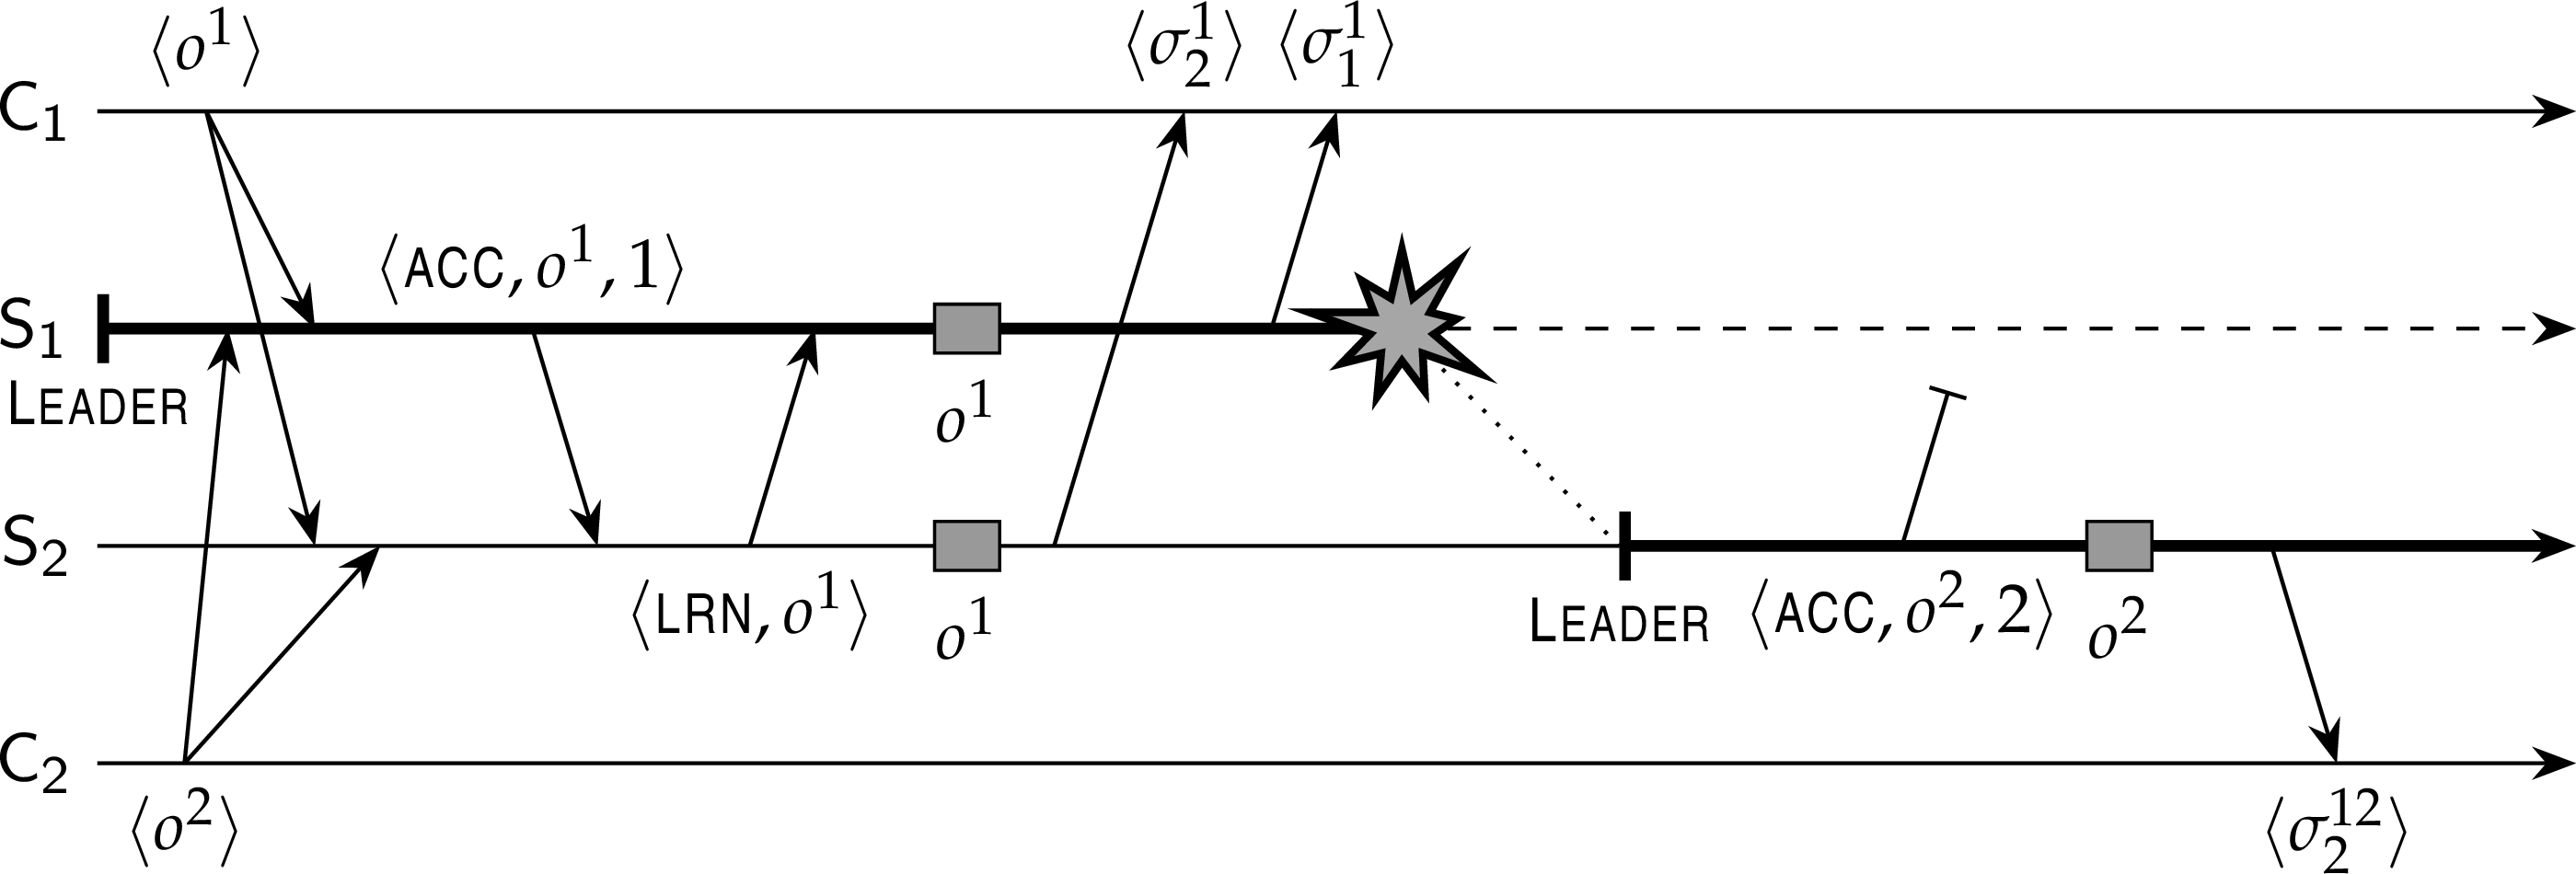 ⟨o¹⟩ ⟨σ₂¹⟩ ⟨σ₁¹⟩
C₁
⟨ACC, o¹, 1⟩
S₁
LEADER o¹
S₂
⟨LRN, o¹⟩ o¹ LEADER ⟨ACC, o², 2⟩ o²
C₂
⟨o²⟩ ⟨σ₂¹²⟩